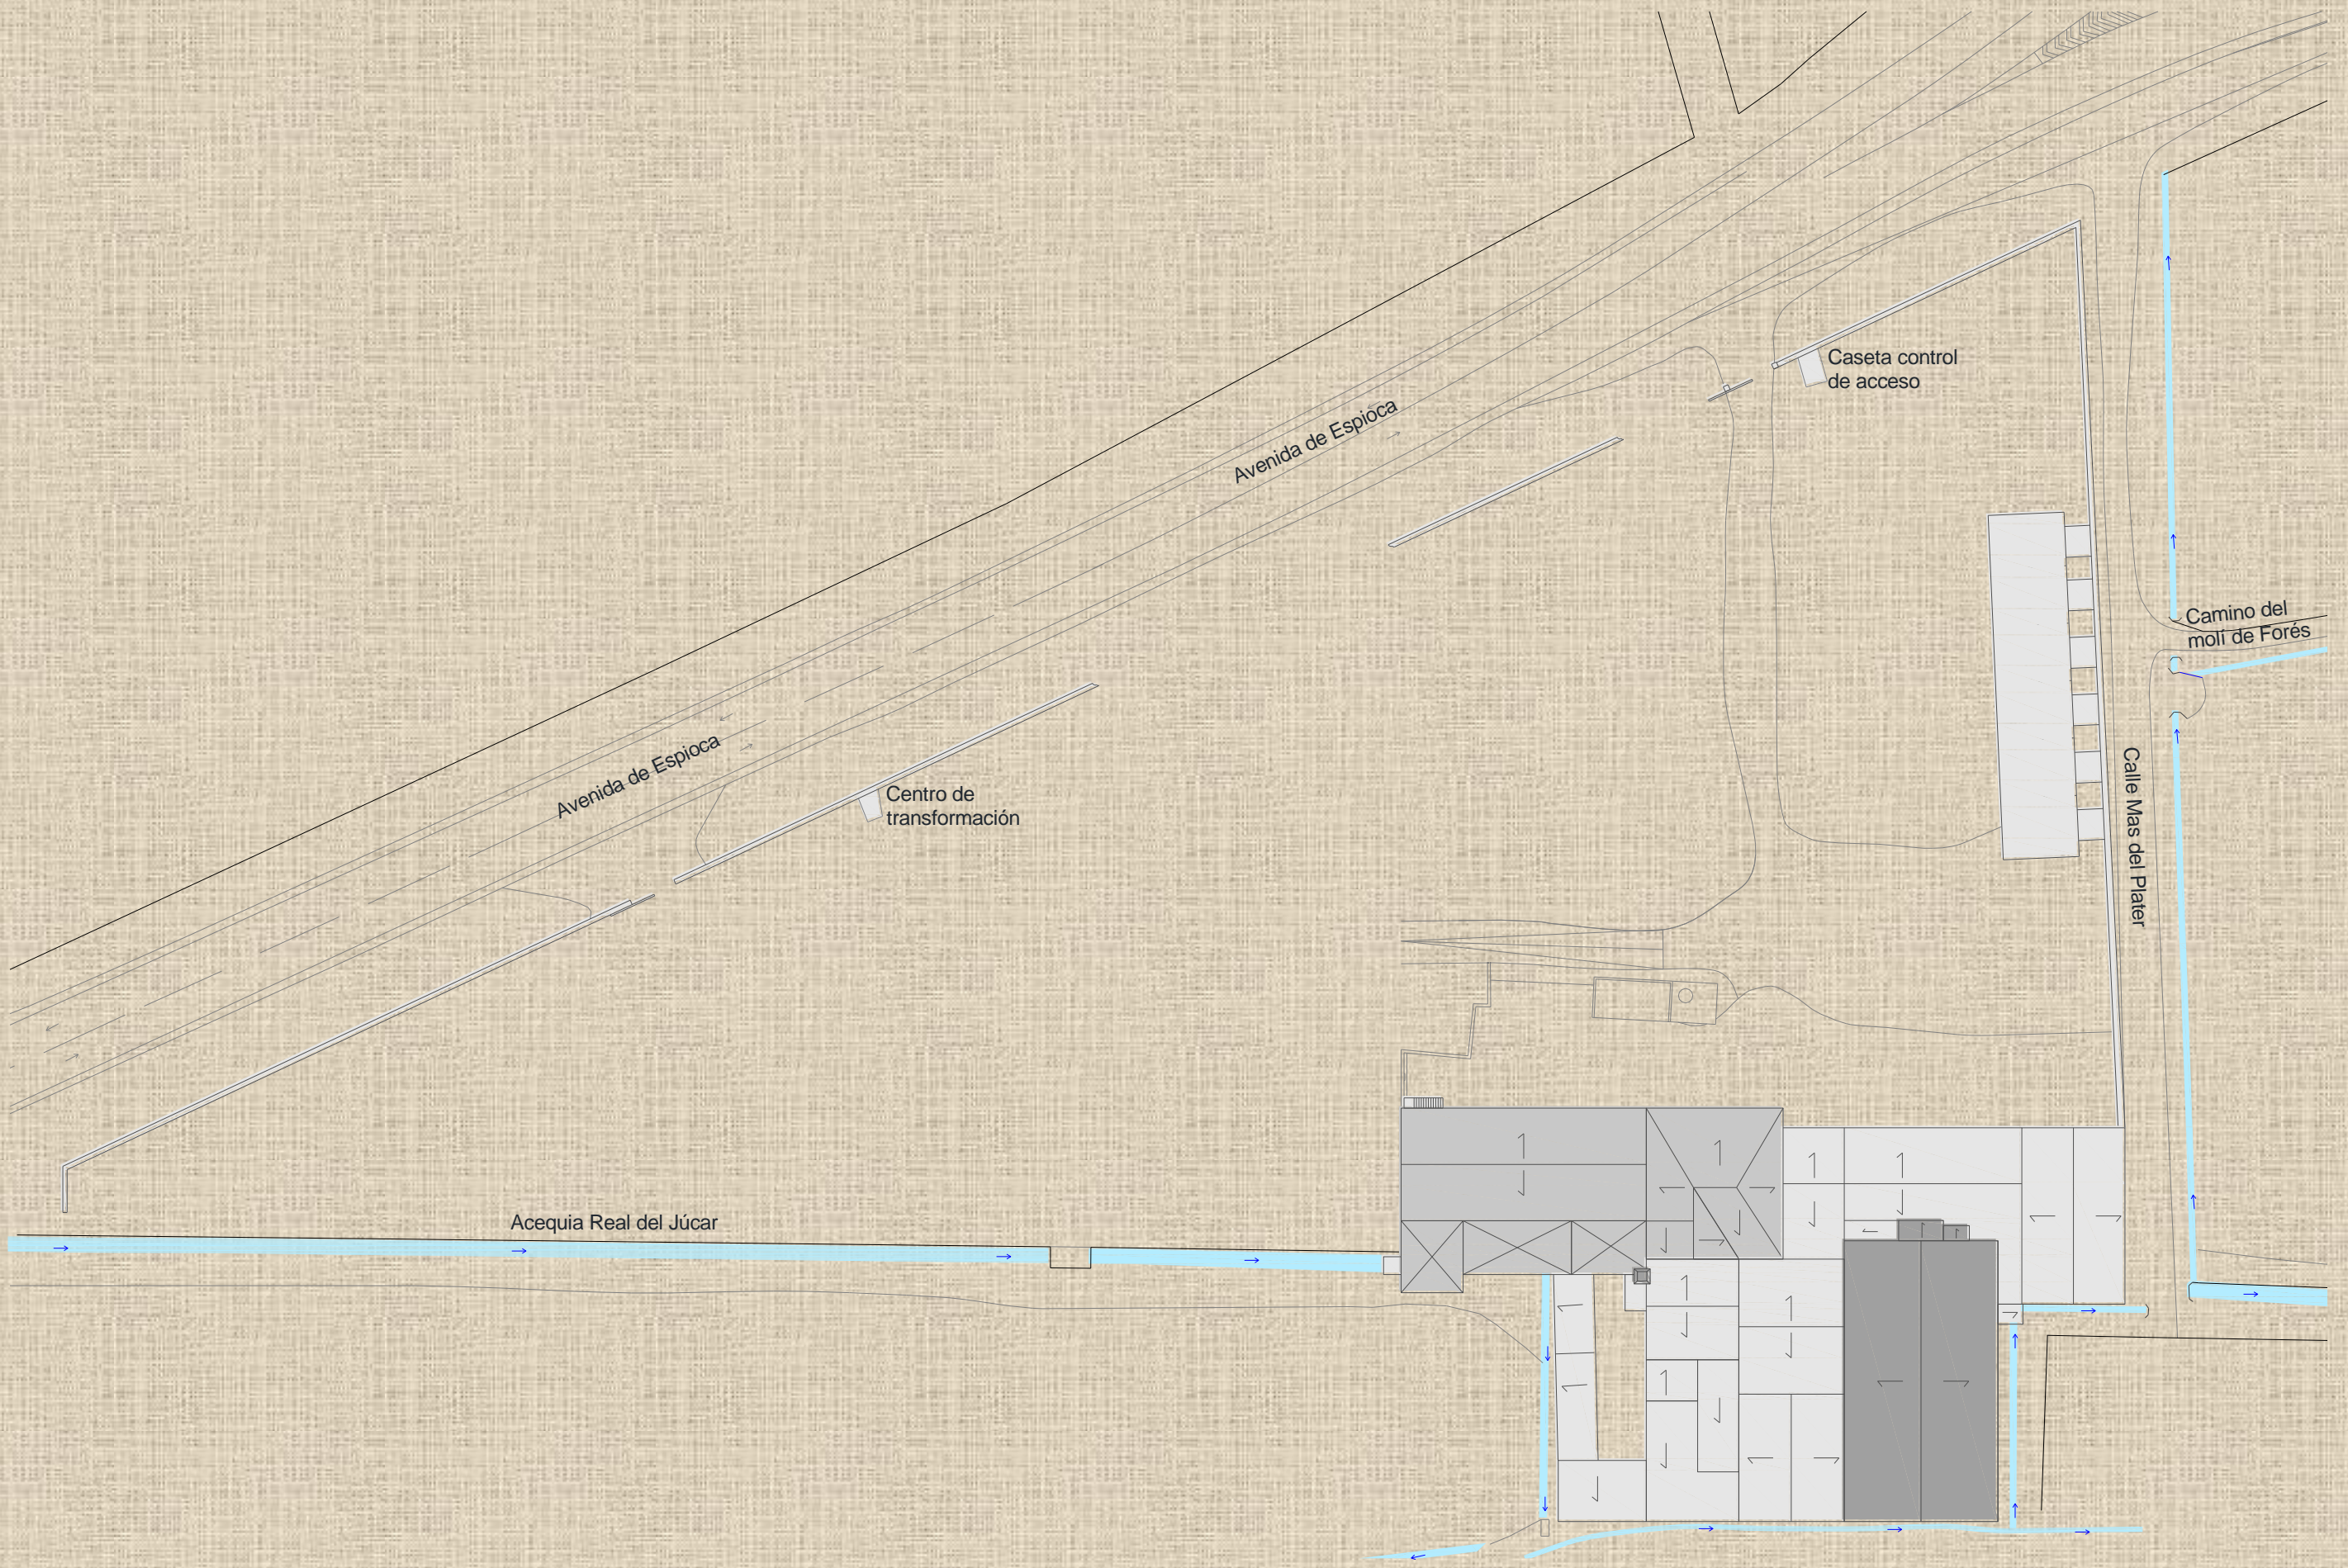 Caseta control
de acceso
Avenida de Espioca
Camino del
molí de Forés
Avenida de Espioca
Calle Mas del Plater
Centro de
transformación
Acequia Real del Júcar